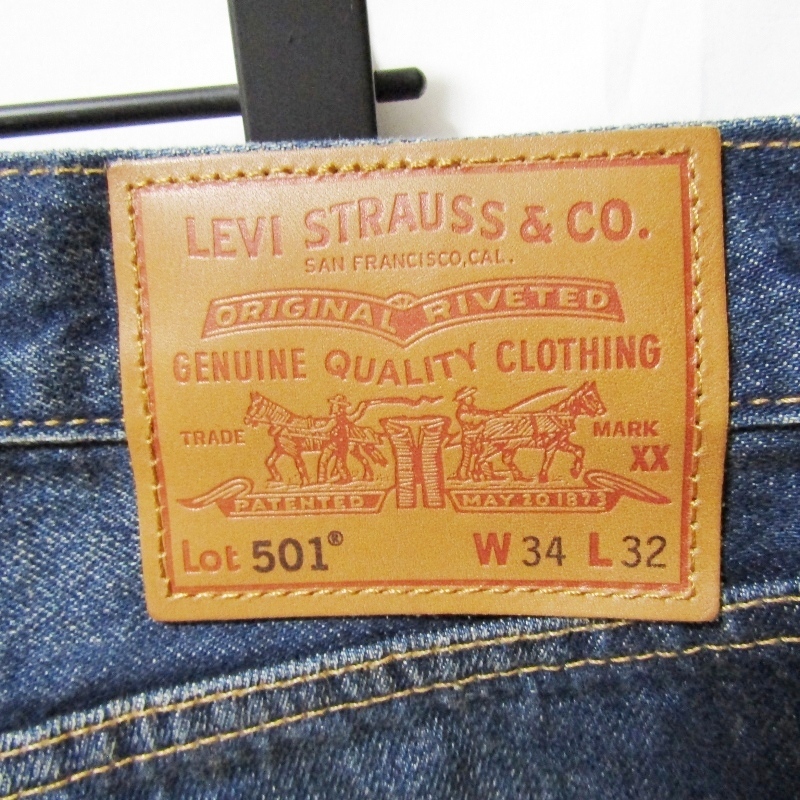 LEVI STRAUSS & CO.
SAN FRANCISCO, CAL.
ORIGINAL RIVETED
GENUINE QUALITY CLOTHING
TRADE MARK
XX
PATENTED MAY 20 1873
Lot 501® W 34 L 32